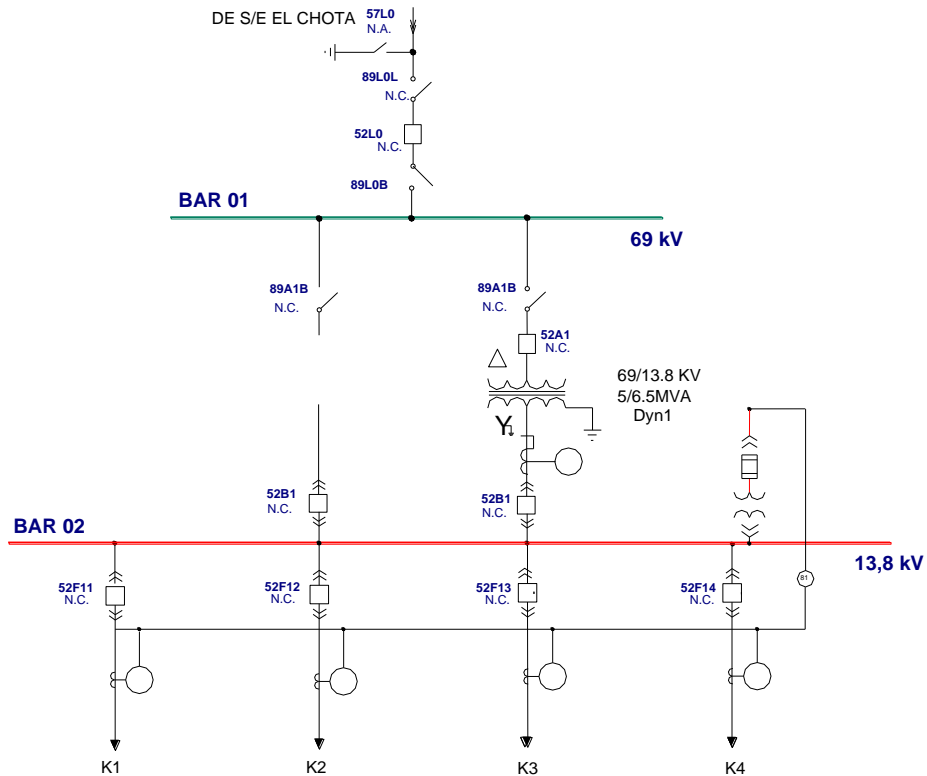 DE S/E EL CHOTA
57L0
N.A.
89L0L
N.C.
52L0
N.C.
89L0B
BAR 01
69 kV
89A1B
N.C.
89A1B
N.C.
52A1
N.C.
69/13.8 KV
5/6.5MVA
Dyn1
Y
52B1
N.C.
52B1
N.C.
BAR 02
13,8 kV
52F11
N.C.
52F12
N.C.
52F13
N.C.
52F14
N.C.
81
K1
K2
K3
K4